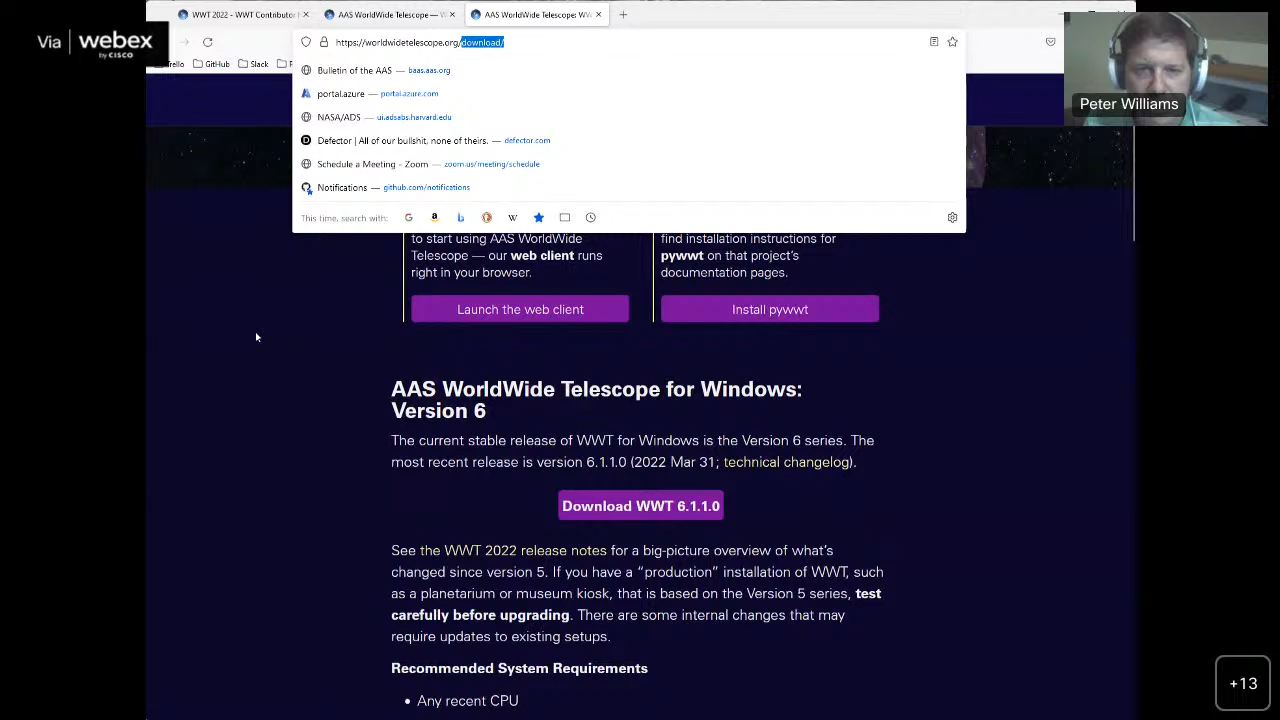 Via webex
by CISCO
WWT 2022 - WWT Contributor H
AAS WorldWide Telescope — W
AAS WorldWide Telescope: WW
https://worldwidetelescope.org/download/
Trello
GitHub
Slack
Bulletin of the AAS — baas.aas.org
portal.azure — portal.azure.com
NASA/ADS — ui.adsabs.harvard.edu
Defector | All of our bullshit, none of theirs. — defector.com
Schedule a Meeting - Zoom — zoom.us/meeting/schedule
Notifications — github.com/notifications
This time, search with:
Peter Williams
to start using AAS WorldWide
Telescope — our web client runs
right in your browser.
Launch the web client
find installation instructions for
pywwt on that project's
documentation pages.
Install pywwt
AAS WorldWide Telescope for Windows:
Version 6
The current stable release of WWT for Windows is the Version 6 series. The
most recent release is version 6.1.1.0 (2022 Mar 31; technical changelog).
Download WWT 6.1.1.0
See the WWT 2022 release notes for a big-picture overview of what's
changed since version 5. If you have a “production” installation of WWT, such
as a planetarium or museum kiosk, that is based on the Version 5 series, test
carefully before upgrading. There are some internal changes that may
require updates to existing setups.
Recommended System Requirements
• Any recent CPU
+13